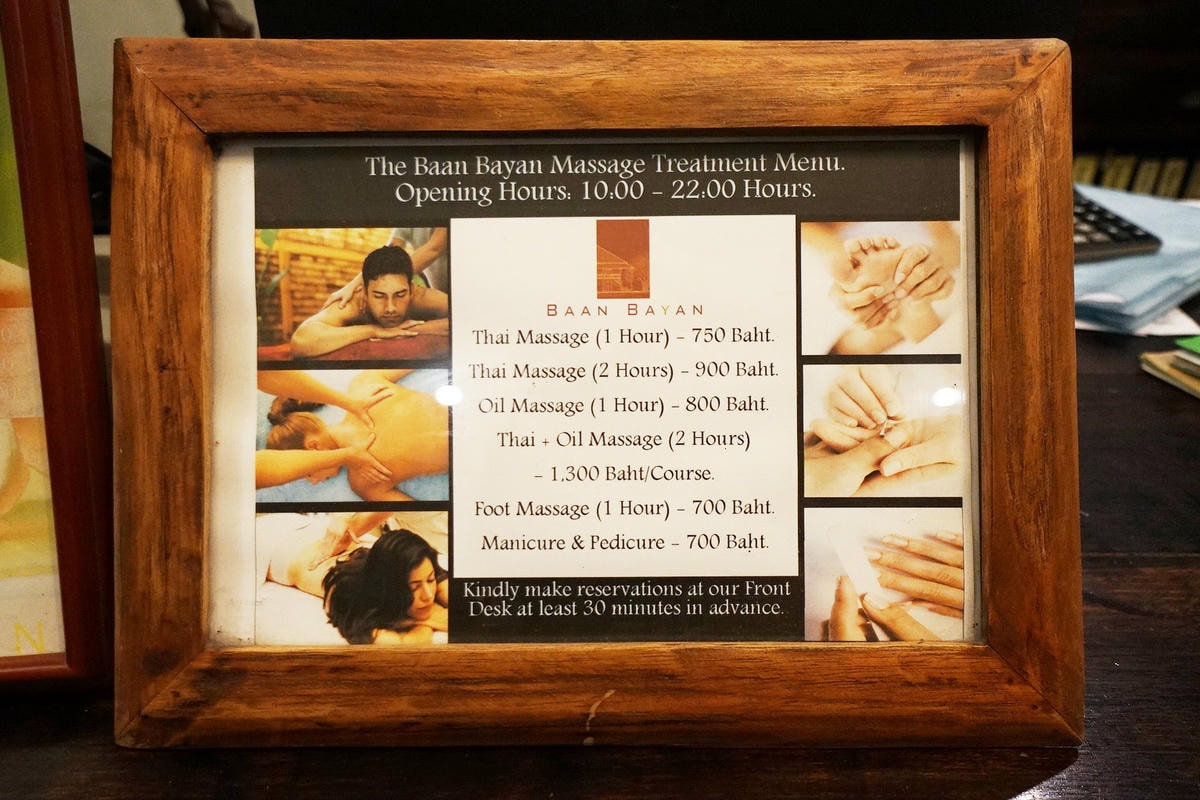 The Baan Bayan Massage Treatment Menu.
Opening Hours: 10:00 - 22:00 Hours.
BAAN BAYAN
Thai Massage (1 Hour) - 750 Baht.
Thai Massage (2 Hours) - 900 Baht.
Oil Massage (1 Hour) - 800 Baht.
Thai + Oil Massage (2 Hours)
- 1,300 Baht/Course.
Foot Massage (1 Hour) - 700 Baht.
Manicure & Pedicure - 700 Baht.
Kindly make reservations at our Front
Desk at least 30 minutes in advance.
N